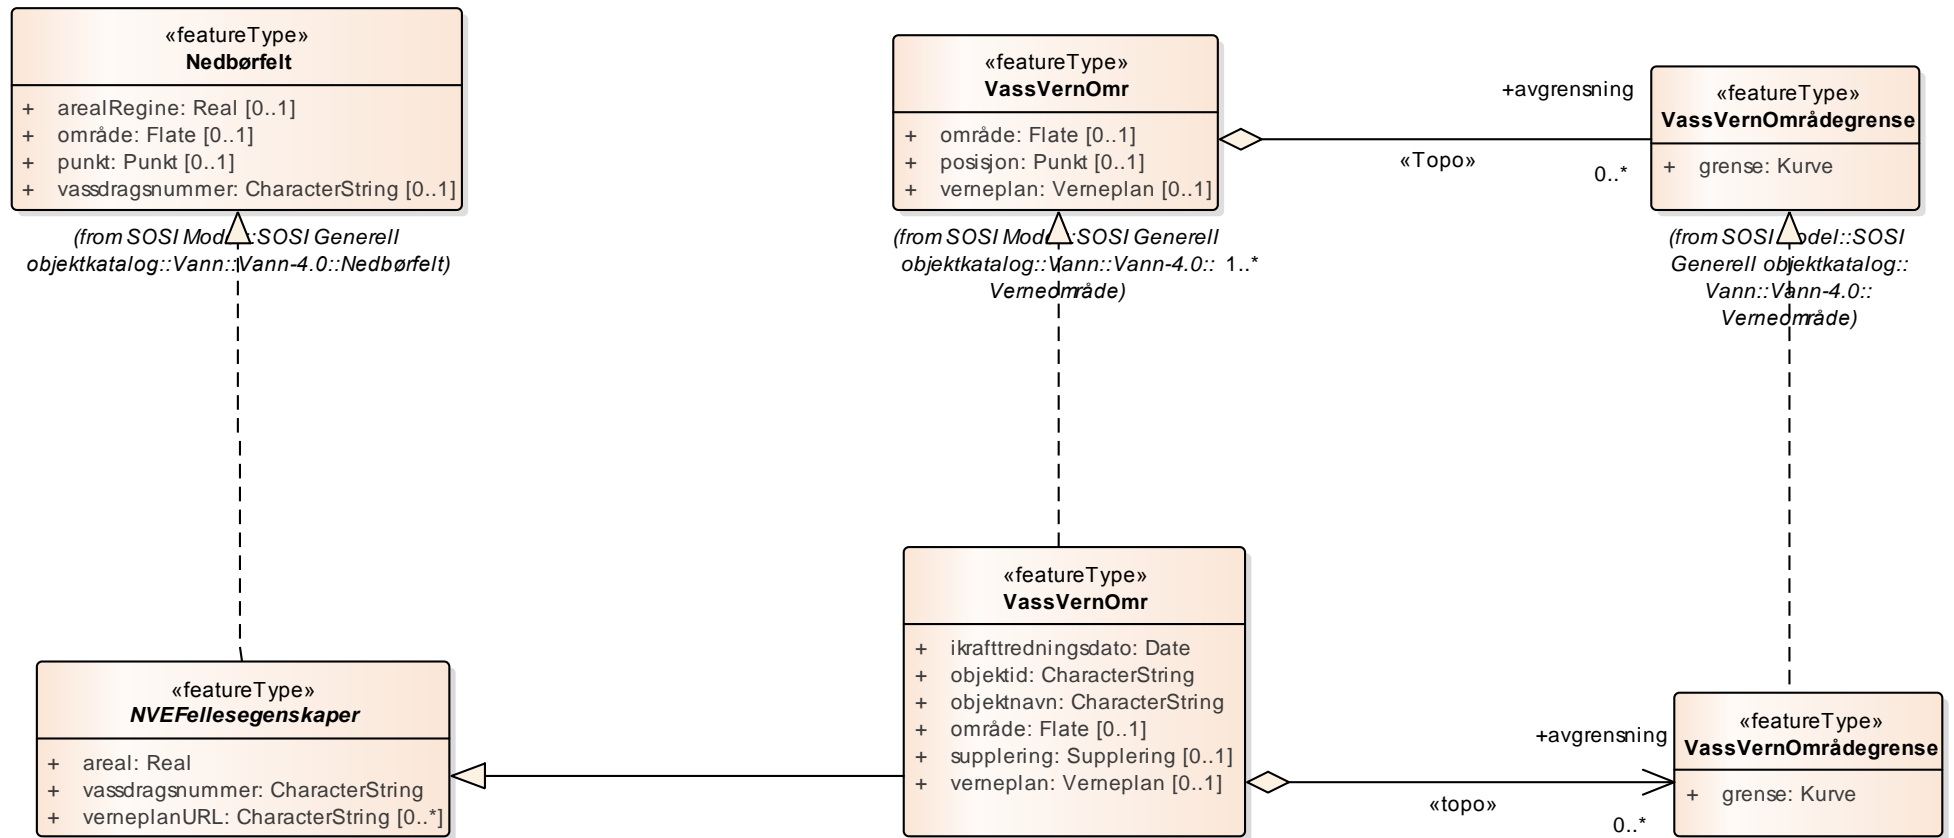 «featureType»
Nedbørfelt
+ arealRegine: Real [0..1]
+ område: Flate [0..1]
+ punkt: Punkt [0..1]
+ vassdragsnummer: CharacterString [0..1]
(from SOSI Model::SOSI Generell
objektkatalog::Vann::Vann-4.0::Nedbørfelt)
«featureType»
VassVernOmr
+ område: Flate [0..1]
+ posisjon: Punkt [0..1]
+ verneplan: Verneplan [0..1]
(from SOSI Model::SOSI Generell
objektkatalog::Vann::Vann-4.0::
Verneområde)
1..*
+avgrensning
«Topo»
0..*
«featureType»
VassVernOmrådegrense
+ grense: Kurve
(from SOSI Model::SOSI
Generell objektkatalog::
Vann::Vann-4.0::
Verneområde)
«featureType»
NVEFellesegenskaper
+ areal: Real
+ vassdragsnummer: CharacterString
+ verneplanURL: CharacterString [0..*]
«featureType»
VassVernOmr
+ ikrafttredningsdato: Date
+ objektid: CharacterString
+ objektnavn: CharacterString
+ område: Flate [0..1]
+ supplering: Supplering [0..1]
+ verneplan: Verneplan [0..1]
+avgrensning
«topo»
0..*
«featureType»
VassVernOmrådegrense
+ grense: Kurve